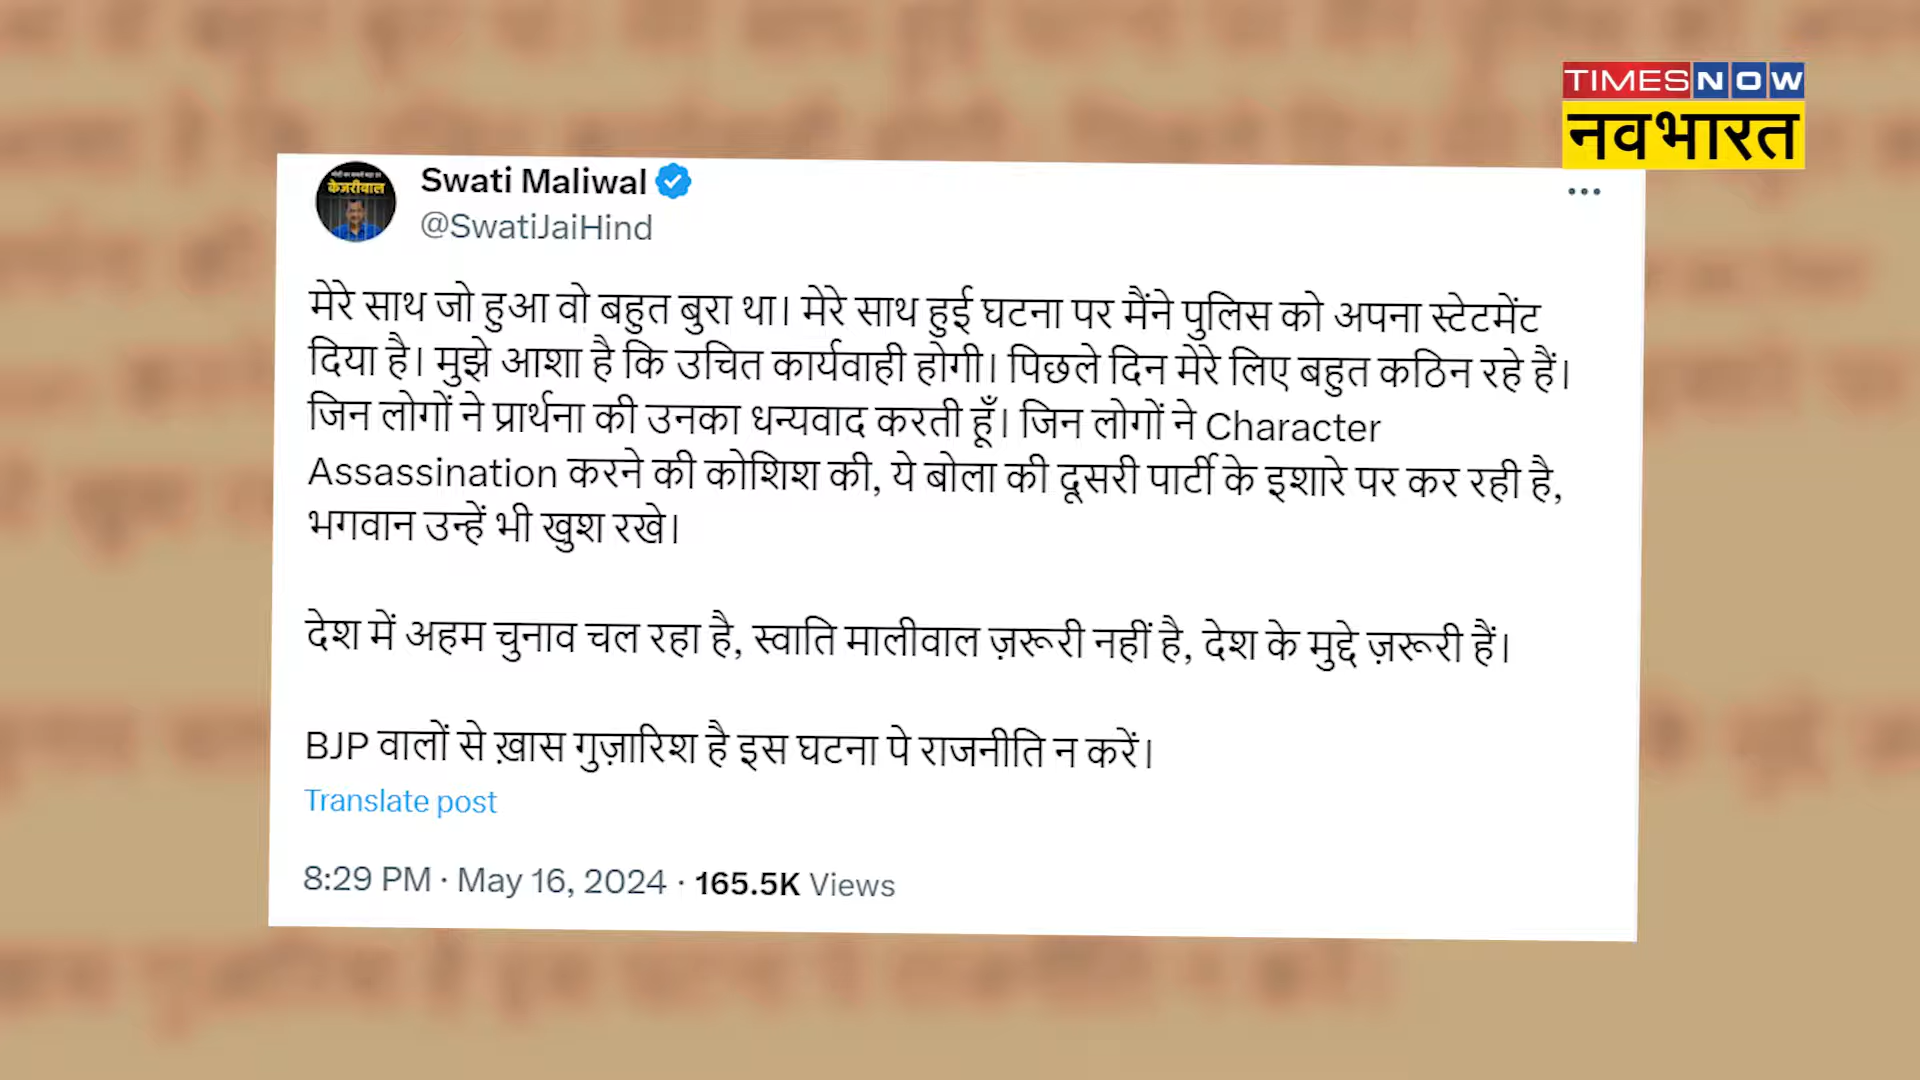 TIMES NOW
नवभारत
केजरीवाल
Swati Maliwal
@SwatiJaiHind
मेरे साथ जो हुआ वो बहुत बुरा था। मेरे साथ हुई घटना पर मैंने पुलिस को अपना स्टेटमेंट
दिया है। मुझे आशा है कि उचित कार्यवाही होगी। पिछले दिन मेरे लिए बहुत कठिन रहे हैं।
जिन लोगों ने प्रार्थना की उनका धन्यवाद करती हूँ। जिन लोगों ने Character
Assassination करने की कोशिश की, ये बोला की दूसरी पार्टी के इशारे पर कर रही है,
भगवान उन्हें भी खुश रखे।
देश में अहम चुनाव चल रहा है, स्वाति मालीवाल ज़रूरी नहीं है, देश के मुद्दे ज़रूरी हैं।
BJP वालों से ख़ास गुज़ारिश है इस घटना पे राजनीति न करें।
Translate post
8:29 PM · May 16, 2024 · 165.5K Views